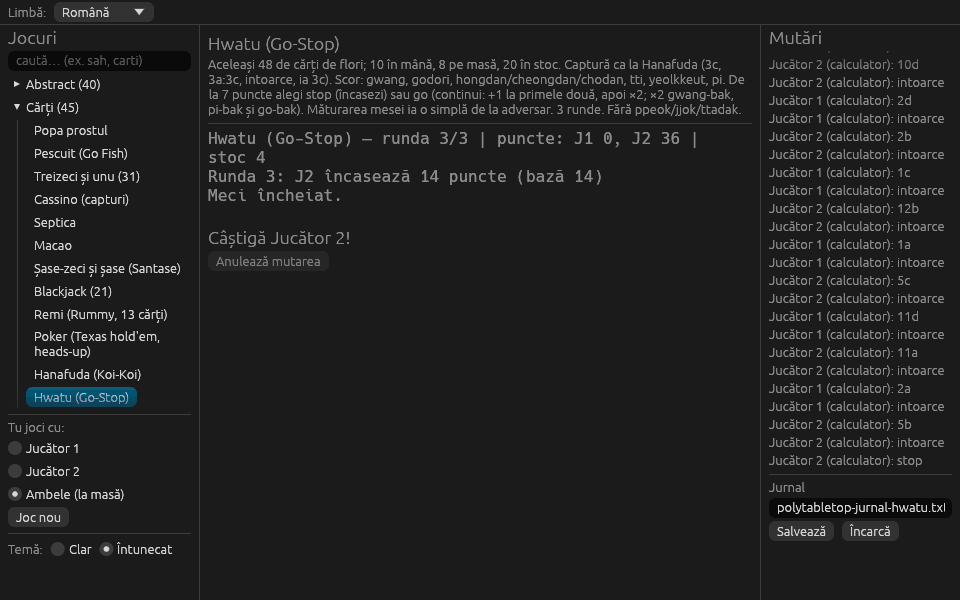 Limbă: Română
Jocuri
caută… (ex. sah, carti)
Abstract (40)
Cărți (45)
Popa prostul
Pescuit (Go Fish)
Treizeci și unu (31)
Cassino (capturi)
Septica
Macao
Șase-zeci și șase (Santase)
Blackjack (21)
Remi (Rummy, 13 cărți)
Poker (Texas hold'em,
heads-up)
Hanafuda (Koi-Koi)
Hwatu (Go-Stop)
Tu joci cu:
Jucător 1
Jucător 2
Ambele (la masă)
Joc nou
Temă: Clar Întunecat
Hwatu (Go-Stop)
Aceleași 48 de cărți de flori; 10 în mână, 8 pe masă, 20 în stoc. Captură ca la Hanafuda (3c,
3a:3c, intoarce, ia 3c). Scor: gwang, godori, hongdan/cheongdan/chodan, tti, yeolkkeut, pi. De
la 7 puncte alegi stop (încasezi) sau go (continui: +1 la primele două, apoi ×2; ×2 gwang-bak,
pi-bak și go-bak). Măturarea mesei ia o simplă de la adversar. 3 runde. Fără ppeok/jjok/ttadak.
Hwatu (Go-Stop) — runda 3/3 | puncte: J1 0, J2 36 |
stoc 4
Runda 3: J2 încasează 14 puncte (bază 14)
Meci încheiat.
Câștigă Jucător 2!
Anulează mutarea
Mutări
Jucător 2 (calculator): 10d
Jucător 2 (calculator): intoarce
Jucător 1 (calculator): 2d
Jucător 1 (calculator): intoarce
Jucător 2 (calculator): 2b
Jucător 2 (calculator): intoarce
Jucător 1 (calculator): 1c
Jucător 1 (calculator): intoarce
Jucător 2 (calculator): 12b
Jucător 2 (calculator): intoarce
Jucător 1 (calculator): 1a
Jucător 1 (calculator): intoarce
Jucător 2 (calculator): 5c
Jucător 2 (calculator): intoarce
Jucător 1 (calculator): 11d
Jucător 1 (calculator): intoarce
Jucător 2 (calculator): 11a
Jucător 2 (calculator): intoarce
Jucător 1 (calculator): 2a
Jucător 1 (calculator): intoarce
Jucător 2 (calculator): 5b
Jucător 2 (calculator): intoarce
Jucător 2 (calculator): stop
Jurnal
polytabletop-jurnal-hwatu.txt
Salvează Încarcă